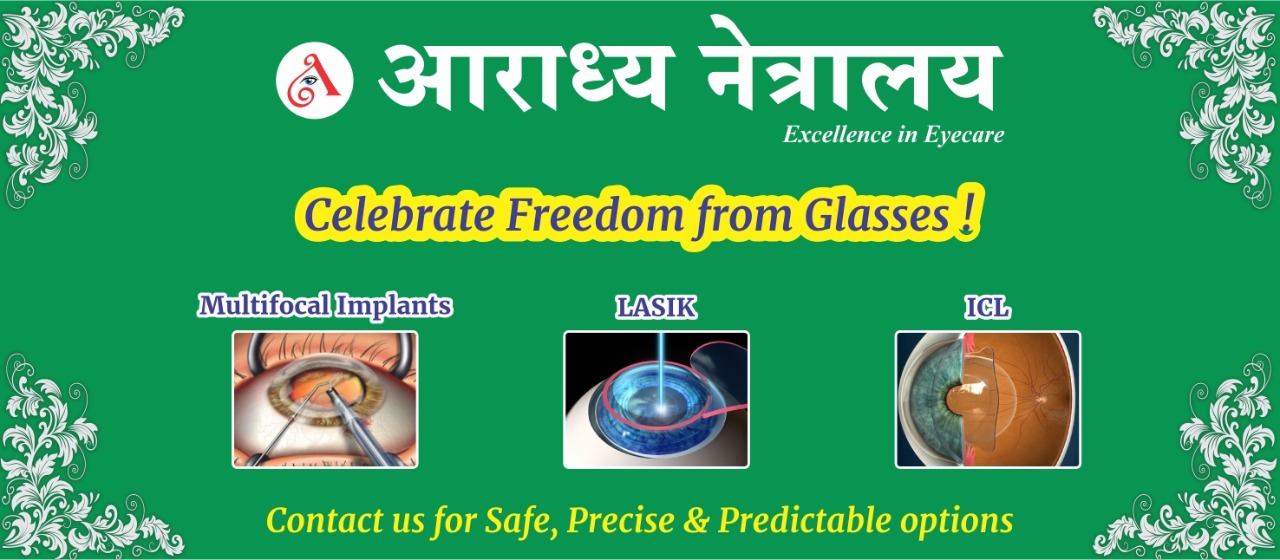 आराध्य नेत्रालय
Excellence in Eyecare
Celebrate Freedom from Glasses !
Multifocal Implants
LASIK
ICL
Contact us for Safe, Precise & Predictable options